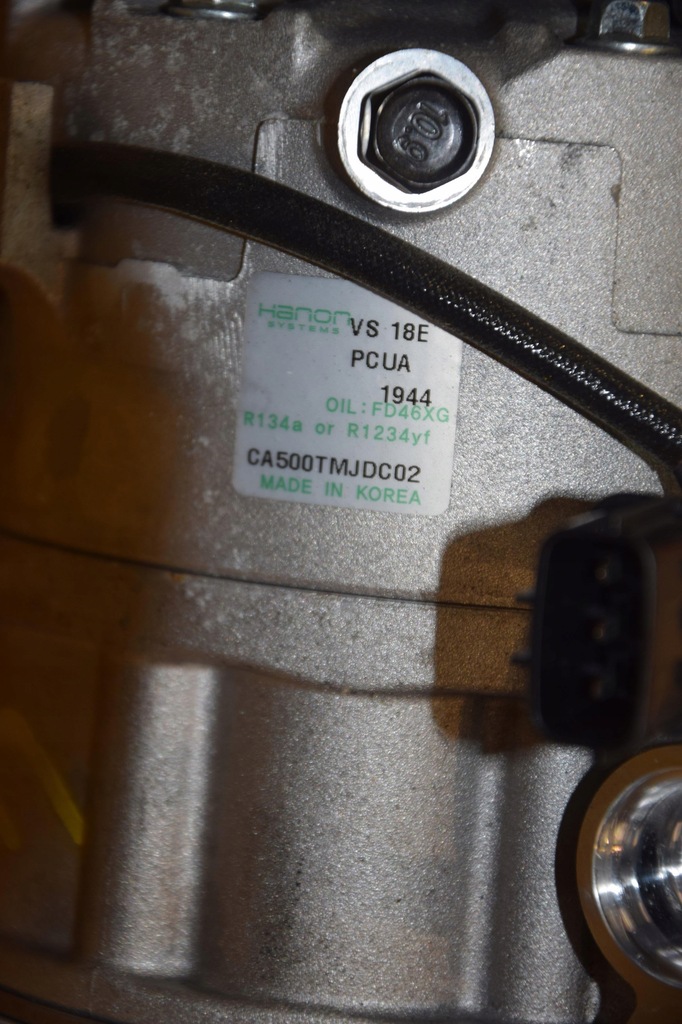 10.9
Hanon
SYSTEMS
VS 18E
PCUA
1944
OIL:FD46XG
R134a or R1234yf
CA500TMJDC02
MADE IN KOREA